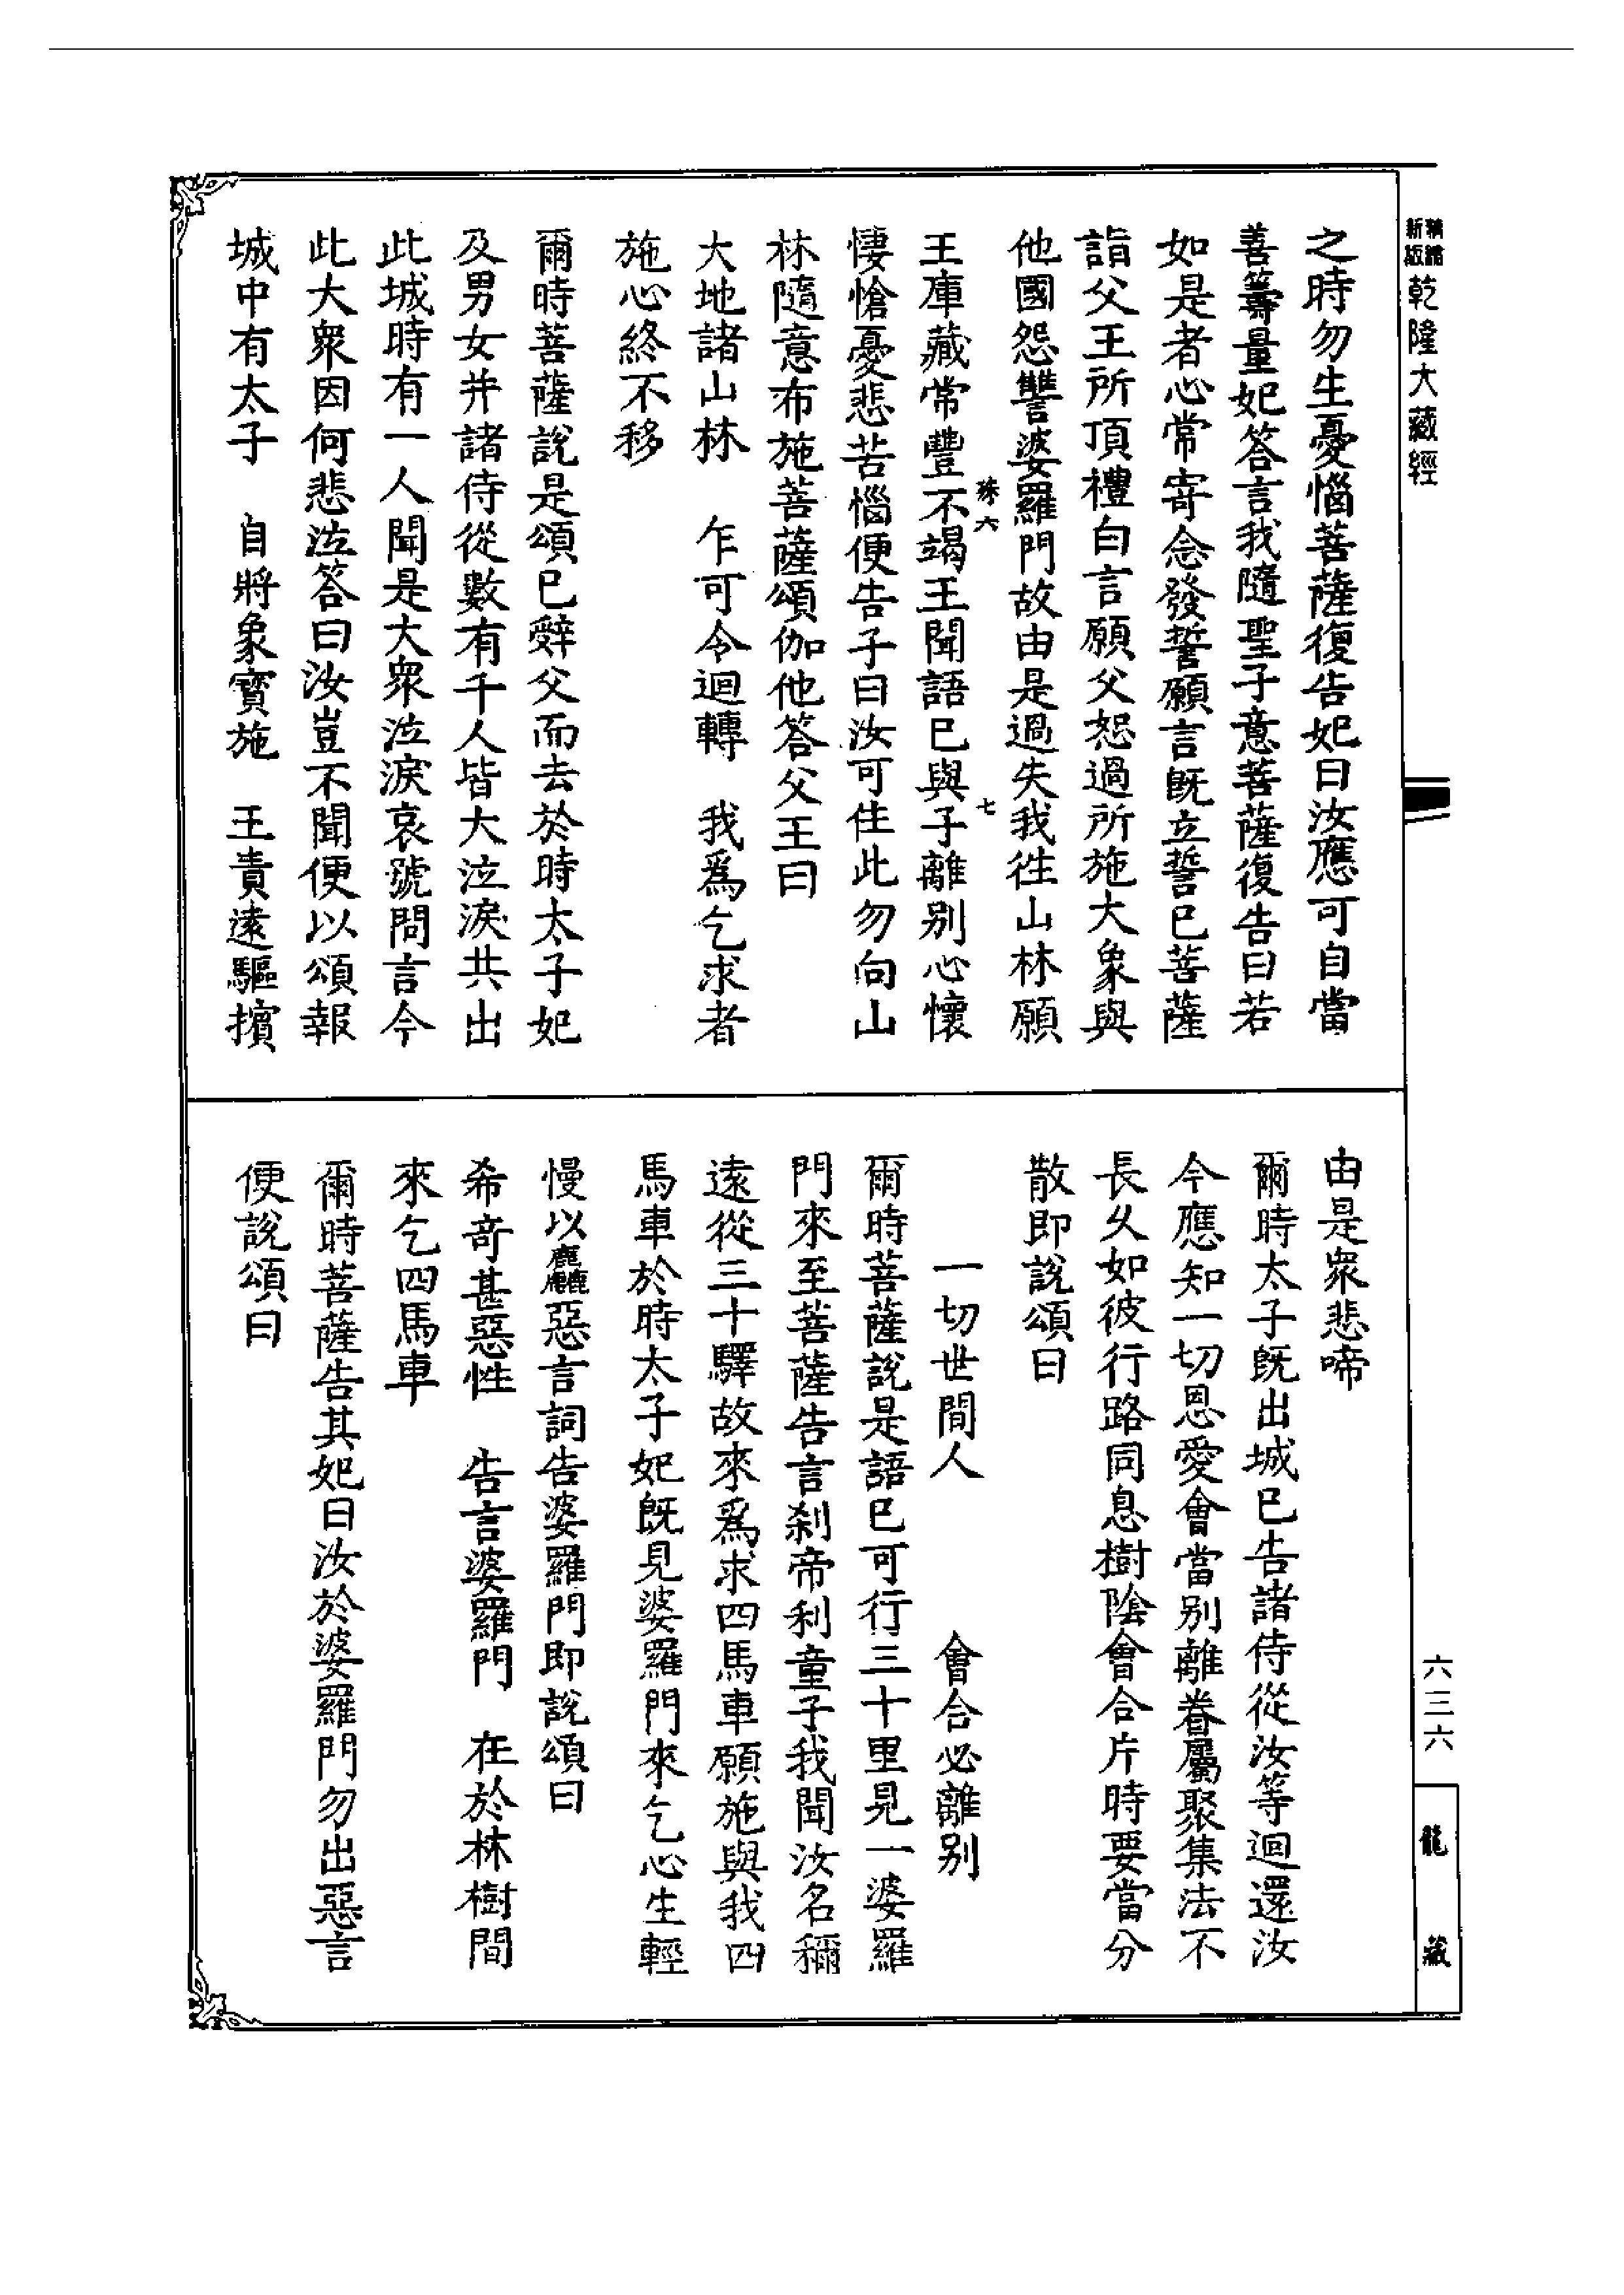 精縮新版乾隆大藏經
之時勿生憂惱菩薩復告妃曰汝應可自當
善籌量妃答言我隨聖子意菩薩復告曰若
如是者心常寄念發誓願言旣立誓已菩薩
詣父王所頂禮白言願父恕過所施大象與
他國怨讐婆羅門故由是過失我徃山林願
殊六　七
王庫藏常豐不竭王聞語已與子離别心懷
悽愴憂悲苦惱便告子曰汝可住此勿向山
林隨意布施菩薩頌伽他答父王曰
大地諸山林　乍可令迴轉　我爲乞求者
施心終不移
爾時菩薩說是頌已辭父而去於時太子妃
及男女并諸侍從數有千人皆大泣淚共出
此城時有一人聞是大衆泣淚哀號問言今
此大衆因何悲泣答曰汝豈不聞便以頌報
城中有太子　自將象寶施　王責遠驅擯
由是衆悲啼
爾時太子旣出城已告諸侍從汝等迴還汝
今應知一切恩愛會當别離眷屬聚集法不
長久如彼行路同息樹陰會合片時要當分
散即說頌曰
一切世間人　會合必離别
爾時菩薩說是語已可行三十里見一婆羅
門來至菩薩告言刹帝利童子我聞汝名稱
遠從三十驛故來爲求四馬車願施與我四
馬車於時太子妃旣見婆羅門來乞心生輕
慢以麤惡言詞告婆羅門即說頌曰
希竒甚惡性　告言婆羅門　在於林樹間
來乞四馬車
爾時菩薩告其妃曰汝於婆羅門勿出惡言
便說頌曰
六三六
龍藏